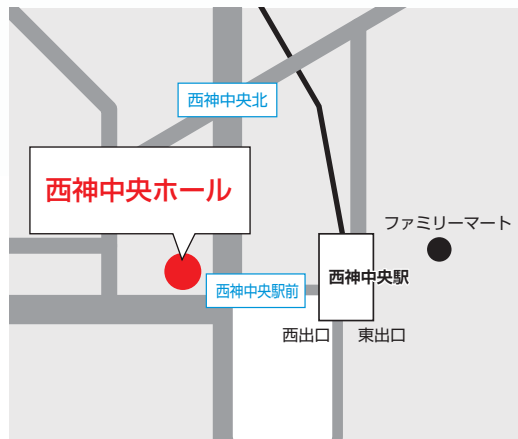 西神中央北
西神中央ホール
ファミリーマート
西神中央駅
西神中央駅前
西出口
東出口